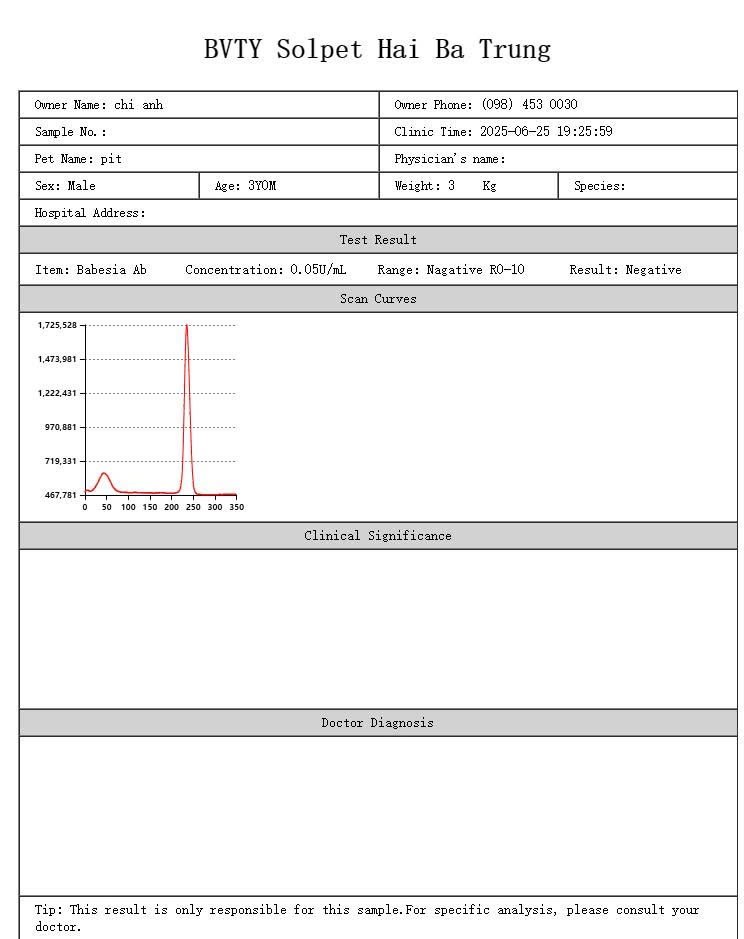 BVTY Solpet Hai Ba Trung
Owner Name: chi anh Owner Phone: (098) 453 0030
Sample No.: Clinic Time: 2025-06-25 19:25:59
Pet Name: pit Physician's name:
Sex: Male Age: 3YOM Weight: 3 Kg Species:
Hospital Address:
Test Result
Item: Babesia Ab Concentration: 0.05U/mL Range: Nagative R0-10 Result: Negative
Scan Curves
1,725,528
1,473,981
1,222,431
970,881
719,331
467,781
0 50 100 150 200 250 300 350
Clinical Significance
Doctor Diagnosis
Tip: This result is only responsible for this sample.For specific analysis, please consult your
doctor.